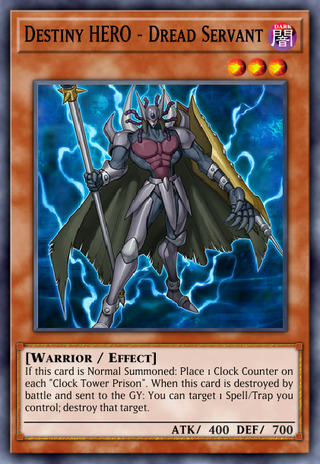 Destiny HERO - Dread Servant
DARK
闇
[Warrior / Effect]
If this card is Normal Summoned: Place 1 Clock Counter on
each "Clock Tower Prison". When this card is destroyed by
battle and sent to the GY: You can target 1 Spell/Trap you
control; destroy that target.
ATK/ 400 DEF/ 700